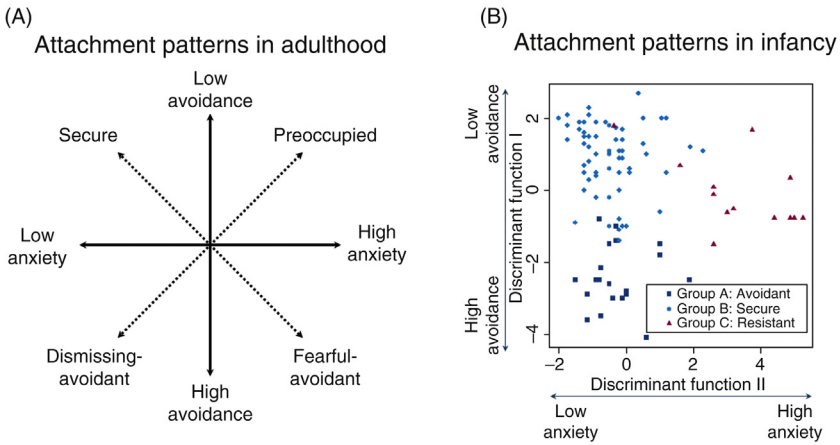 (A)
Attachment patterns in adulthood
Low
avoidance
Secure
Preoccupied
Low
anxiety
High
anxiety
Dismissing-
avoidant
Fearful-
avoidant
High
avoidance
(B)
Attachment patterns in infancy
Low
avoidance
High
avoidance
Discriminant function I
2
0
−2
−4
Group A: Avoidant
Group B: Secure
Group C: Resistant
−2 0 2 4
Discriminant function II
Low
anxiety
High
anxiety